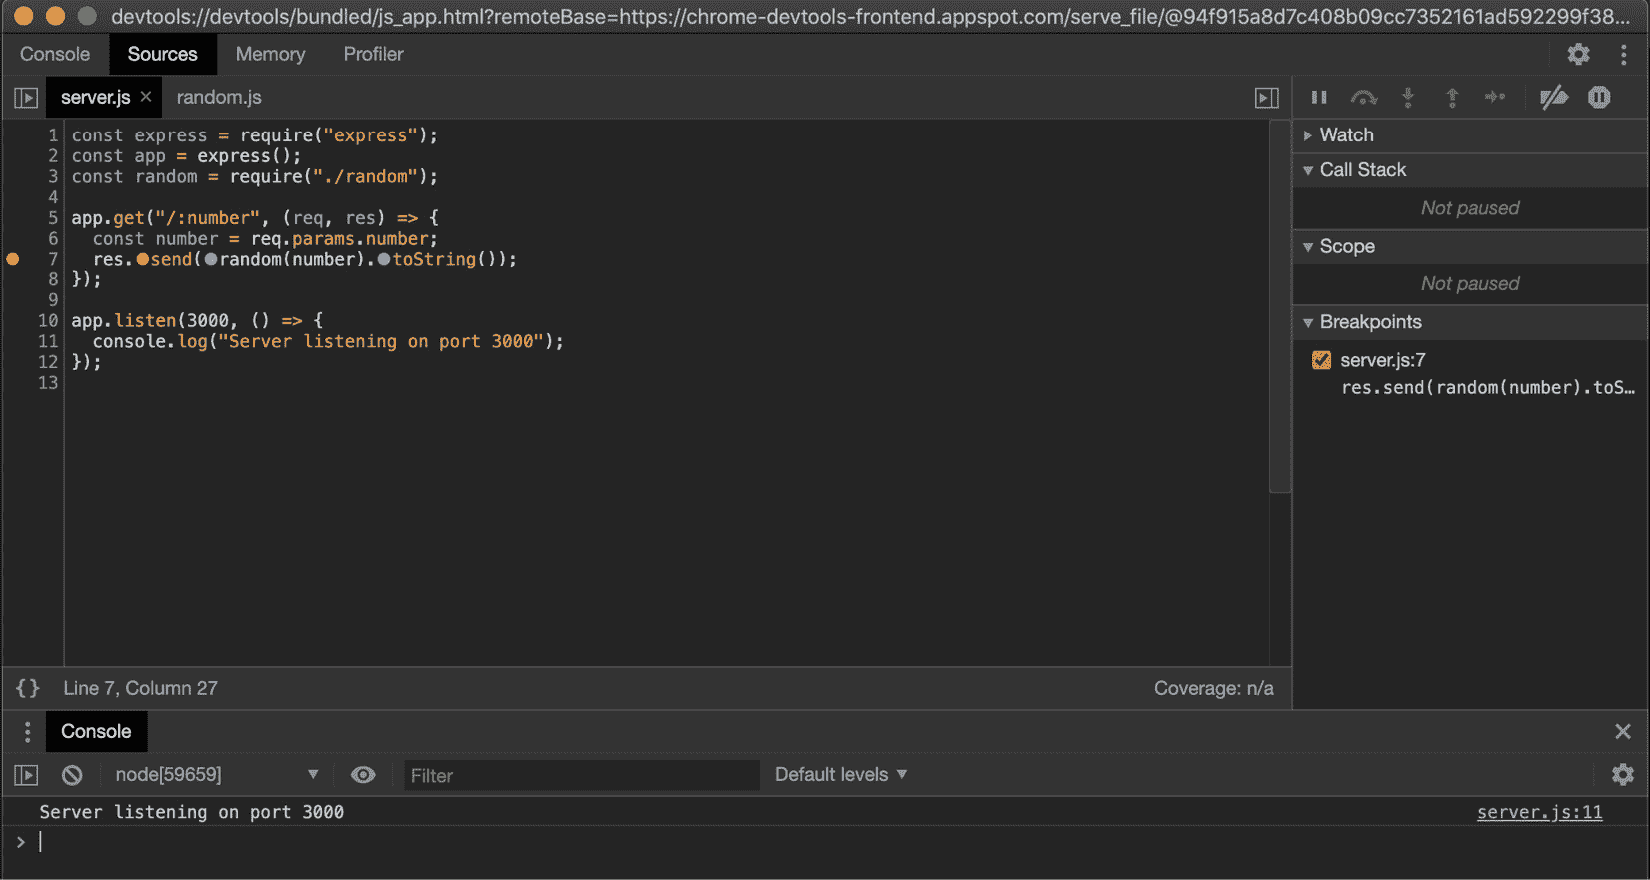 devtools://devtools/bundled/js_app.html?remoteBase=https://chrome-devtools-frontend.appspot.com/serve_file/@94f915a8d7c408b09cc7352161ad592299f38...
Console Sources Memory Profiler
server.js × random.js
1 const express = require("express");
2 const app = express();
3 const random = require("./random");
4
5 app.get("/:number", (req, res) => {
6 const number = req.params.number;
7 res.send(random(number).toString());
8 });
9
10 app.listen(3000, () => {
11 console.log("Server listening on port 3000");
12 });
13
{} Line 7, Column 27 Coverage: n/a
Watch
Call Stack
Not paused
Scope
Not paused
Breakpoints
server.js:7
res.send(random(number).toS…
Console
node[59659] Filter Default levels
Server listening on port 3000 server.js:11
>